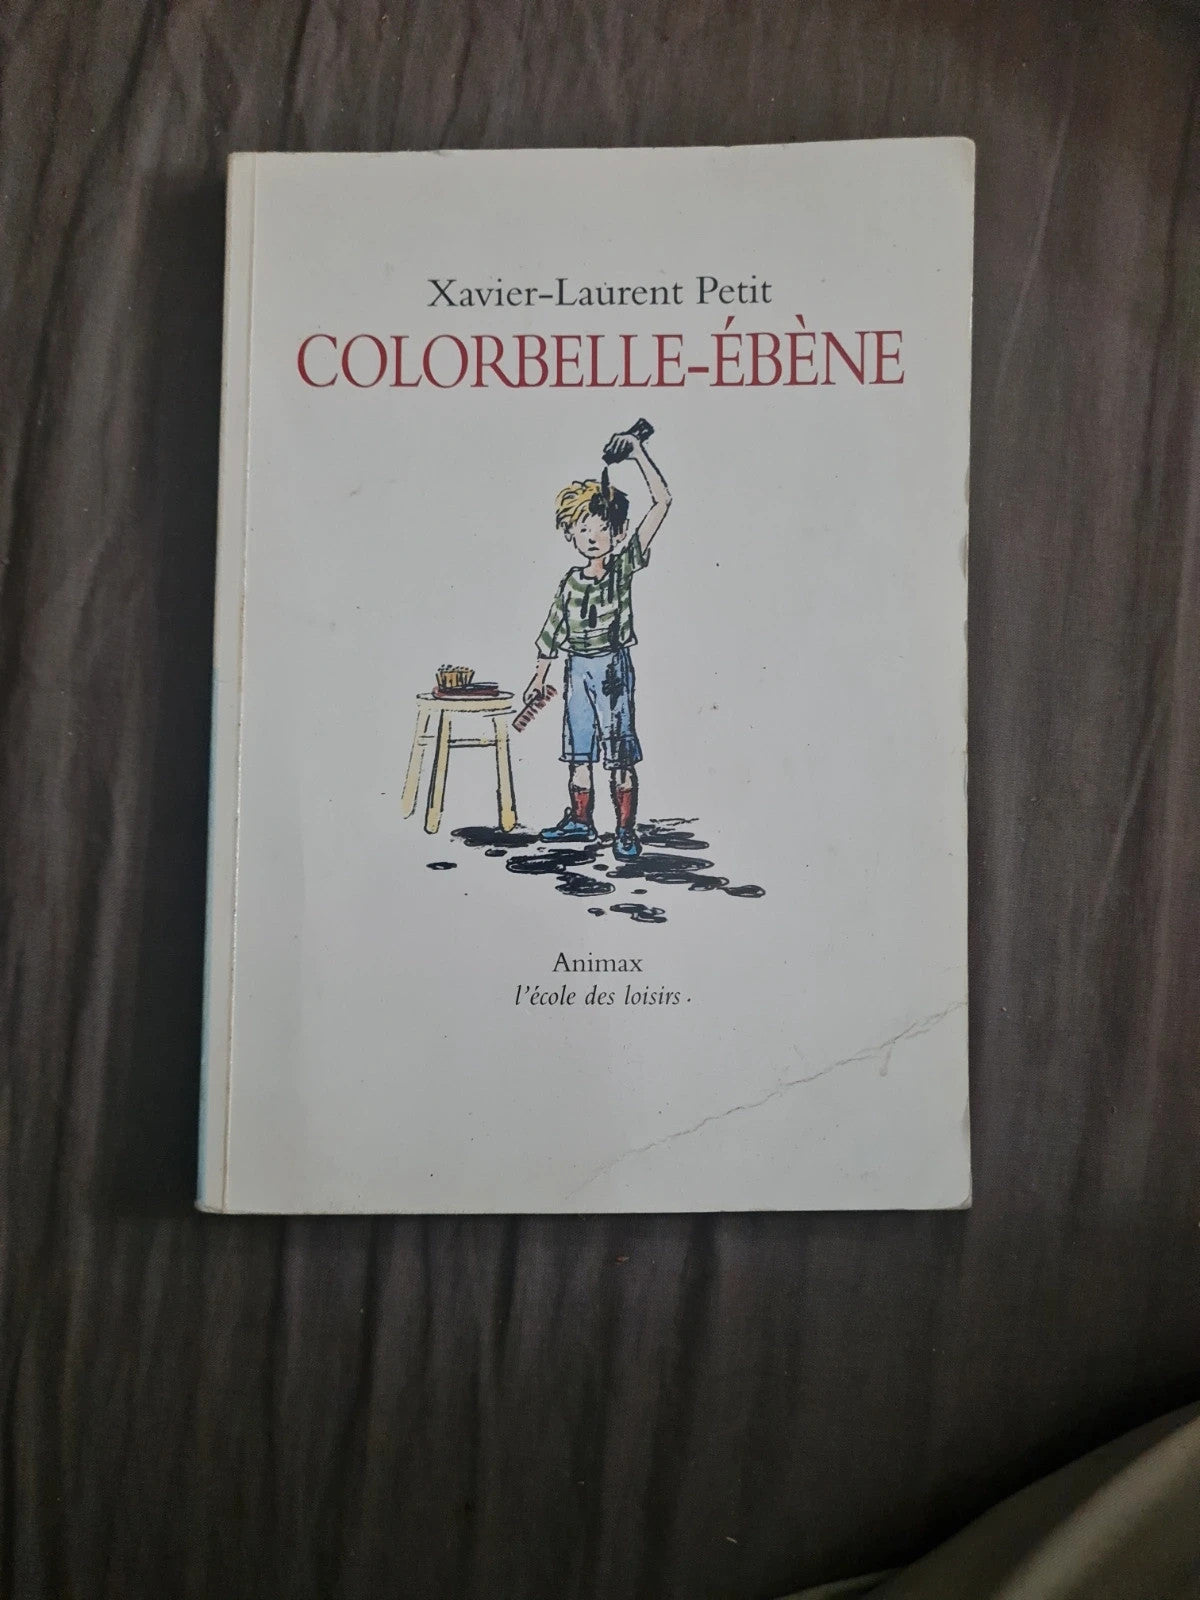 Xavier-Laurent Petit
COLORBELLE-ÉBÈNE
Animax
l'école des loisirs.